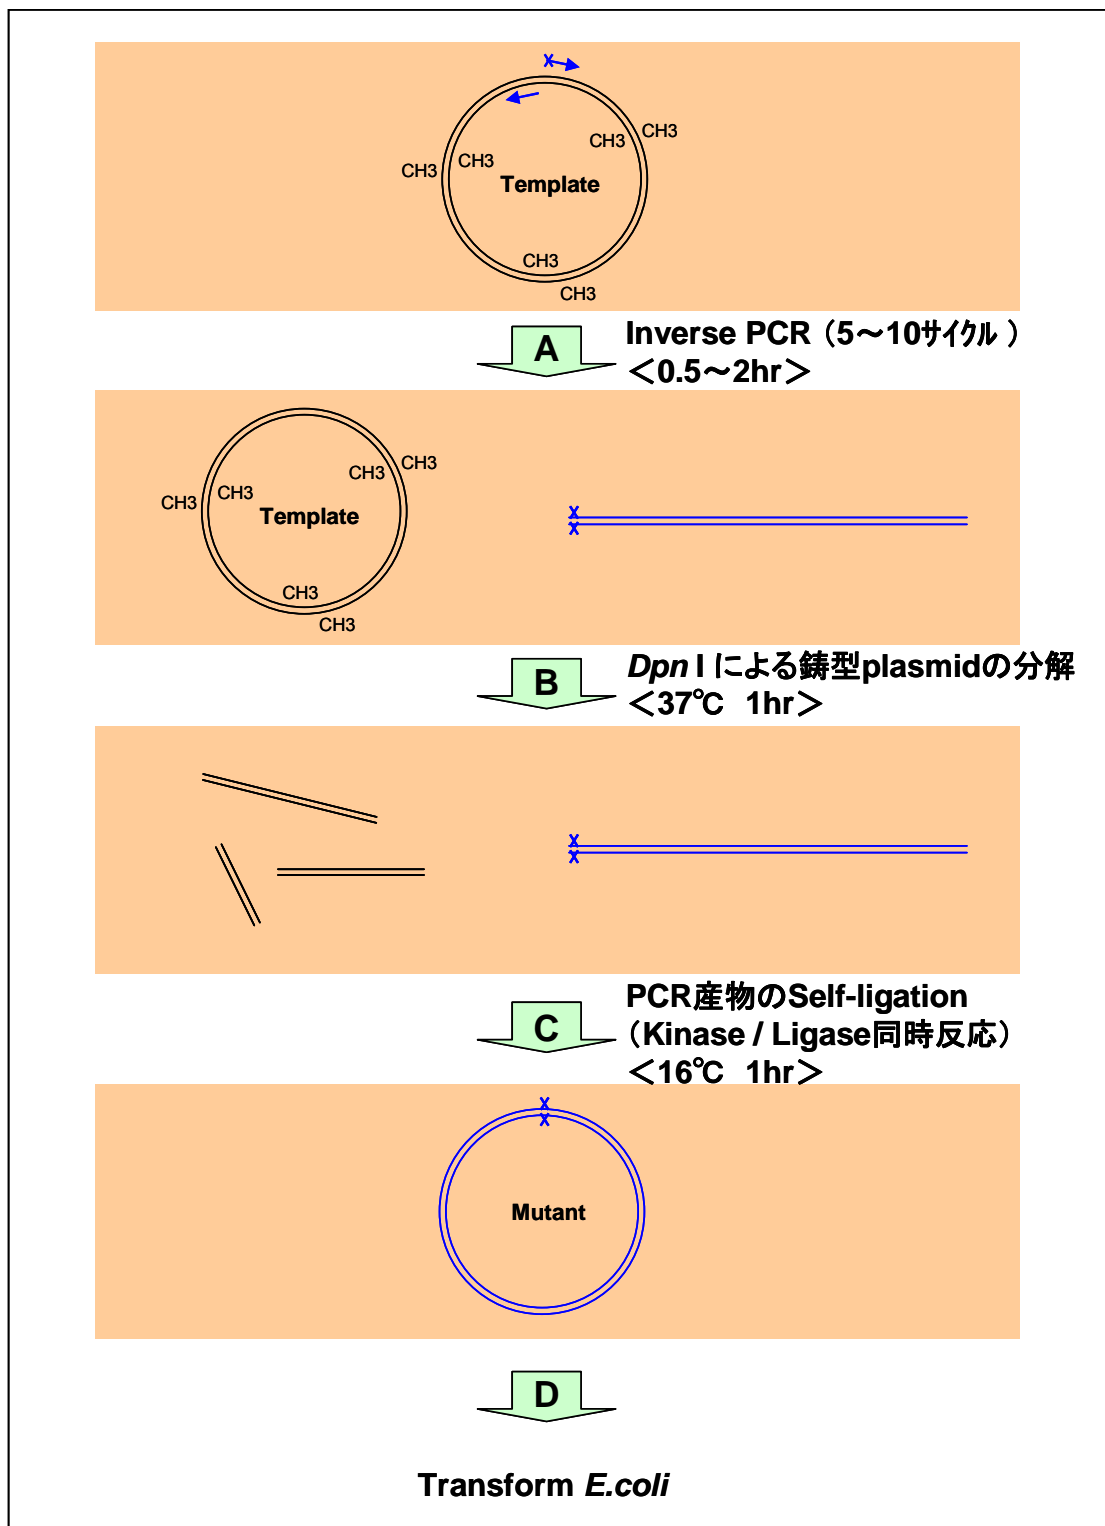 x
CH3
CH3
CH3
CH3
Template
CH3
CH3
A
Inverse PCR（5～10サイクル ）
＜0.5～2hr＞
CH3
CH3
CH3
CH3
Template
CH3
CH3
x
x
B
Dpn I による鋳型plasmidの分解
＜37℃ 1hr＞
x
x
C
PCR産物のSelf-ligation
（Kinase / Ligase同時反応）
＜16℃ 1hr＞
x
x
Mutant
D
Transform E.coli